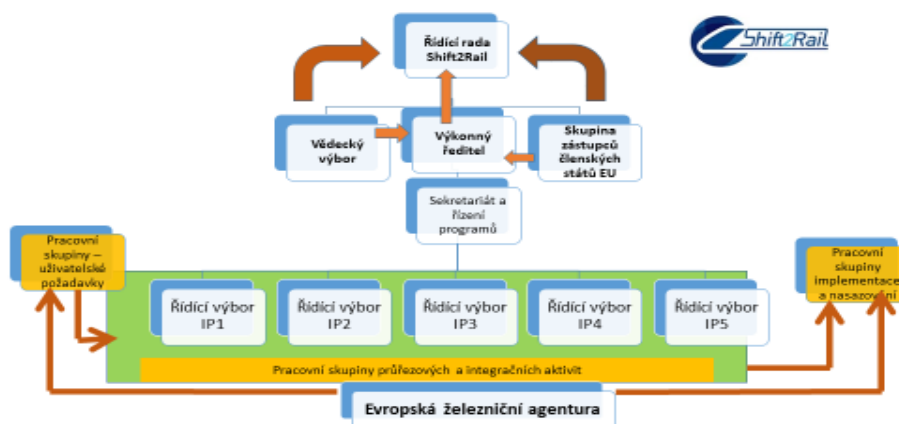 Řídící rada
Shift2Rail
Shift2Rail
Vědecký
výbor
Výkonný
ředitel
Skupina
zástupců
členských
států EU
Sekretariát a
řízení
programů
Pracovní
skupiny –
uživatelské
požadavky
Pracovní
skupiny
implementace
a nasazování
Řídící výbor
IP1
Řídící výbor
IP2
Řídící výbor
IP3
Řídící výbor
IP4
Řídící výbor
IP5
Pracovní skupiny průřezových a integračních aktivit
Evropská železniční agentura